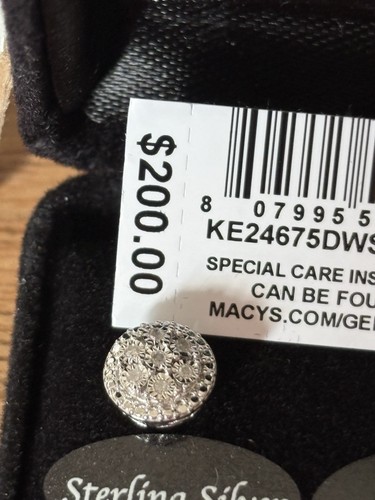 $200.00
8 07995 5
KE24675DWS
SPECIAL CARE INS
CAN BE FOU
MACYS.COM/GE
Sterling Silver